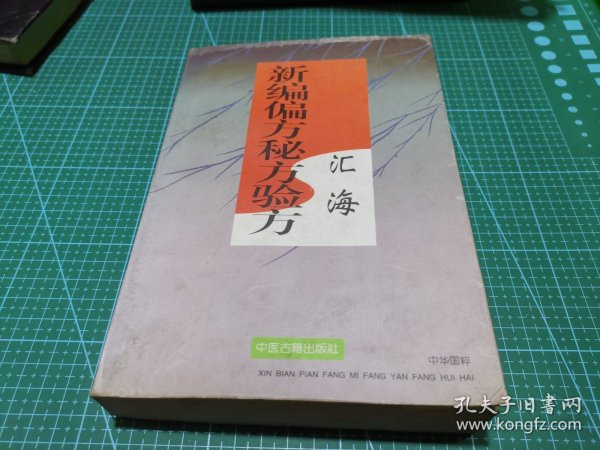 新编偏方秘方验方
汇海
中医古籍出版社
中华国粹
XIN BIAN PIAN FANG MI FANG YAN FANG HUI HAI
孔夫子旧书网
www.kongfz.com